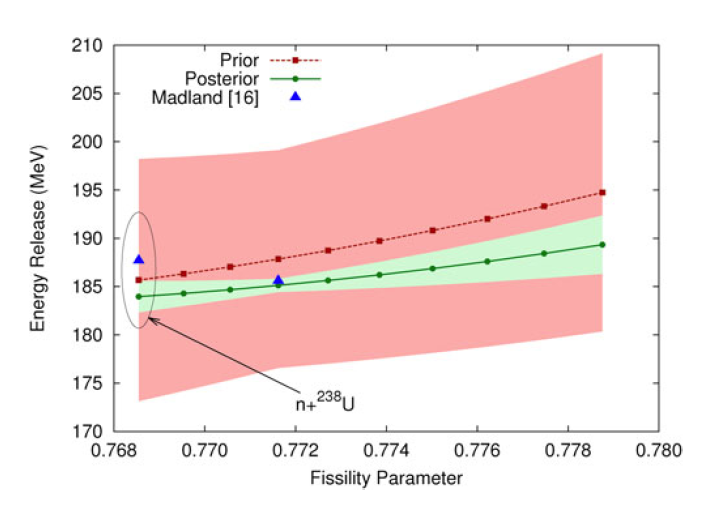 210
205
200
195
190
185
180
175
170
Energy Release (MeV)
Prior
Posterior
Madland [16]
n+²³⁸U
0.768 0.770 0.772 0.774 0.776 0.778 0.780
Fissility Parameter